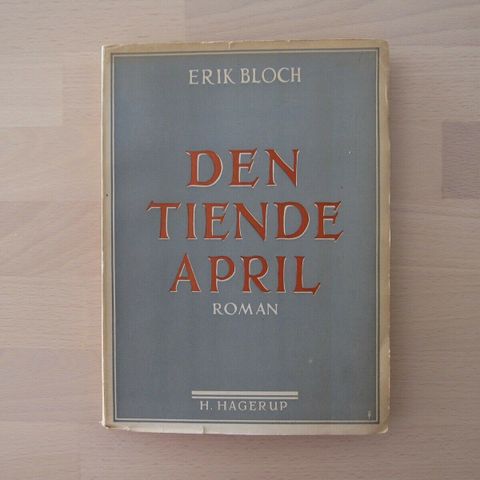 ERIK BLOCH
DEN
TIENDE
APRIL
ROMAN
H. HAGERUP